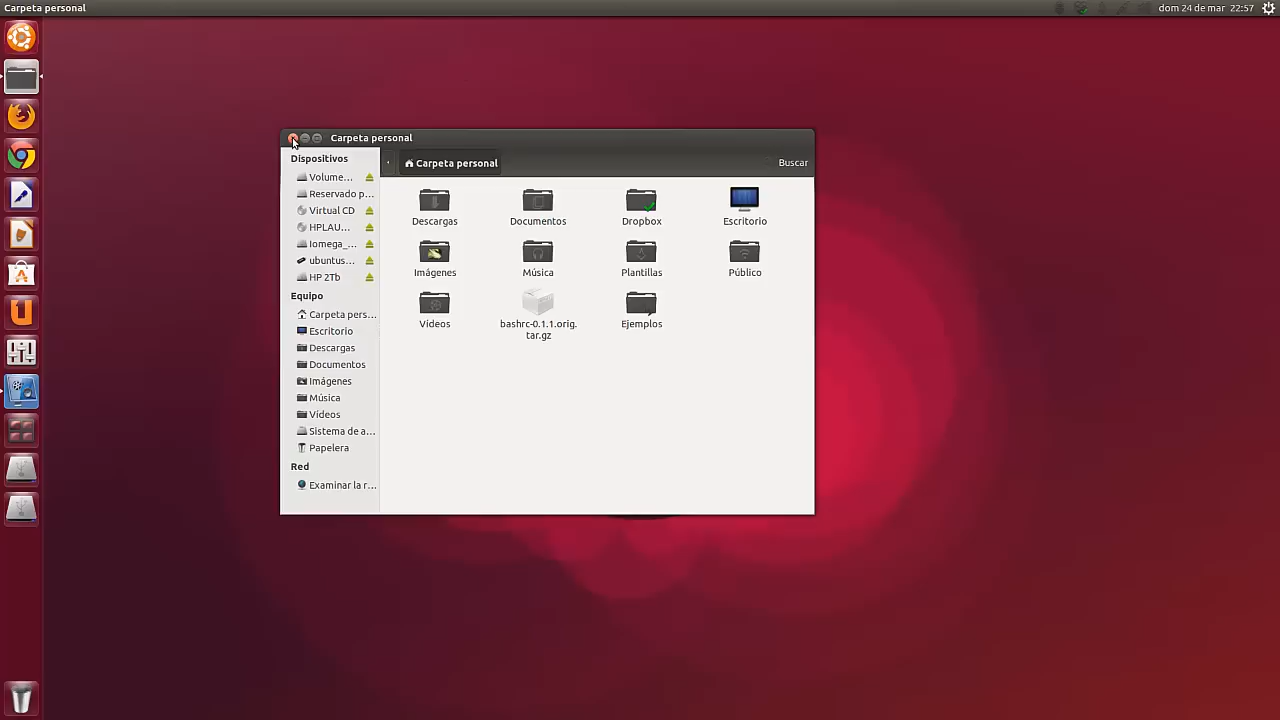 Carpeta personal
dom 24 de mar 22:57
Carpeta personal
Dispositivos
Carpeta personal
Buscar
Volume...
Reservado p...
Virtual CD
HPLAU...
Iomega_...
ubuntus...
HP 2Tb
Equipo
Carpeta pers...
Escritorio
Descargas
Documentos
Imágenes
Música
Vídeos
Sistema de a...
Papelera
Red
Examinar la r...
Descargas
Documentos
Dropbox
Escritorio
Imágenes
Música
Plantillas
Público
Vídeos
bashrc-0.1.1.orig.
tar.gz
Ejemplos